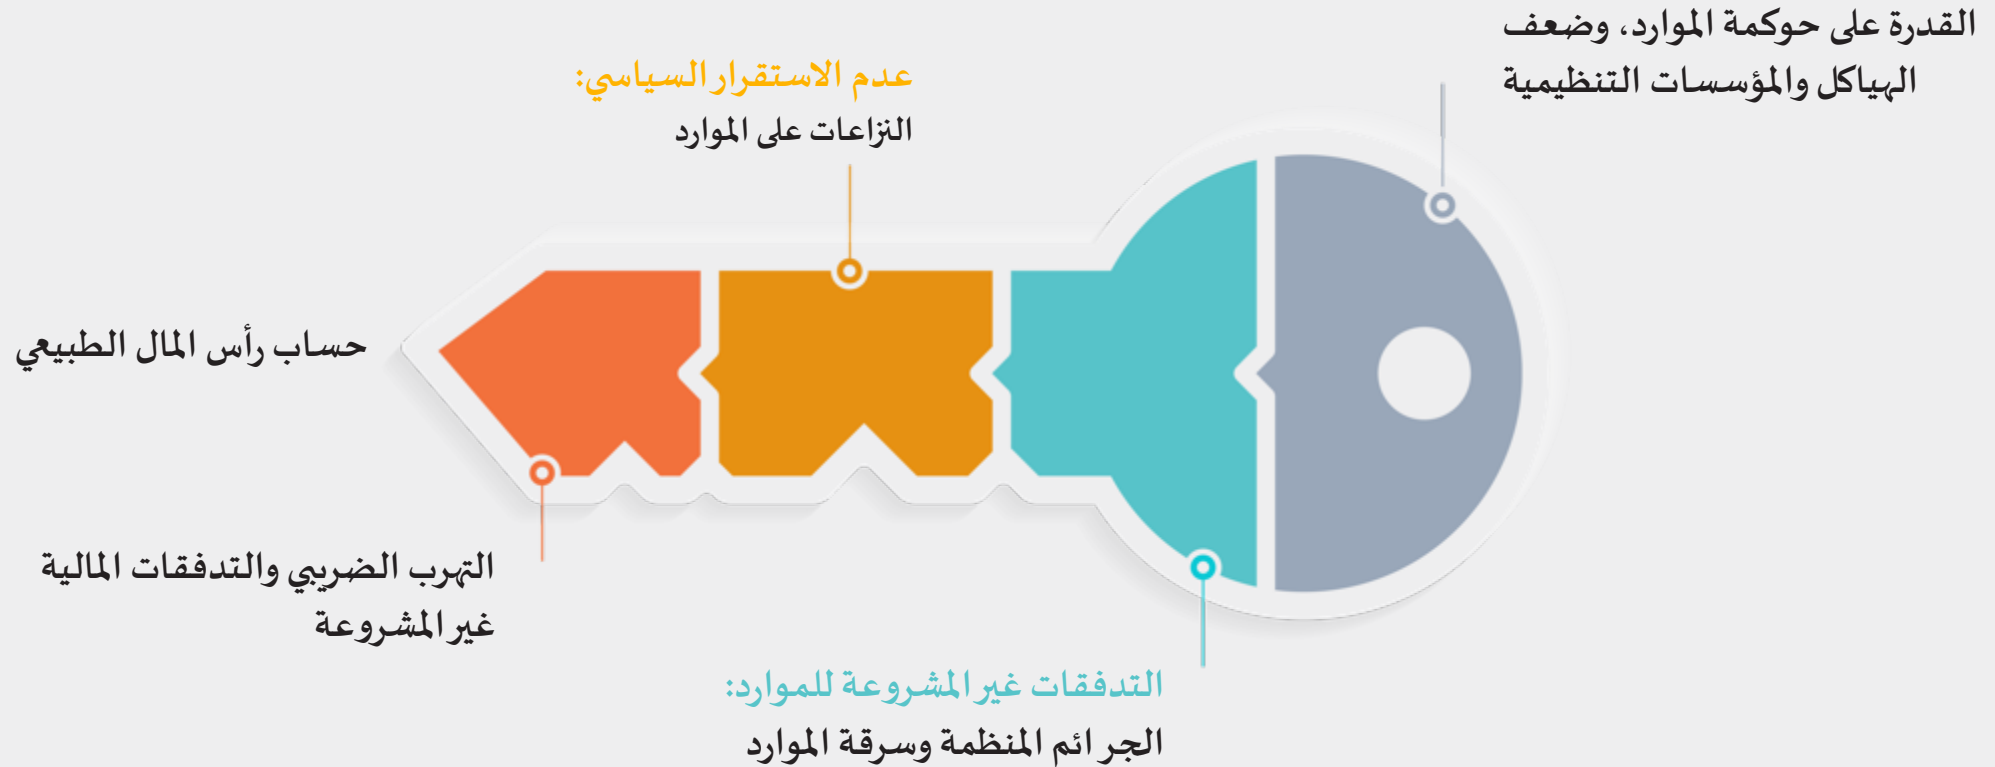 القدرة على حوكمة الموارد، وضعف
الهياكل والمؤسسات التنظيمية
عدم الاستقرار السياسي:
النزاعات على الموارد
حساب رأس المال الطبيعي
التهرب الضريبي والتدفقات المالية
غير المشروعة
التدفقات غير المشروعة للموارد:
الجرائم المنظمة وسرقة الموارد